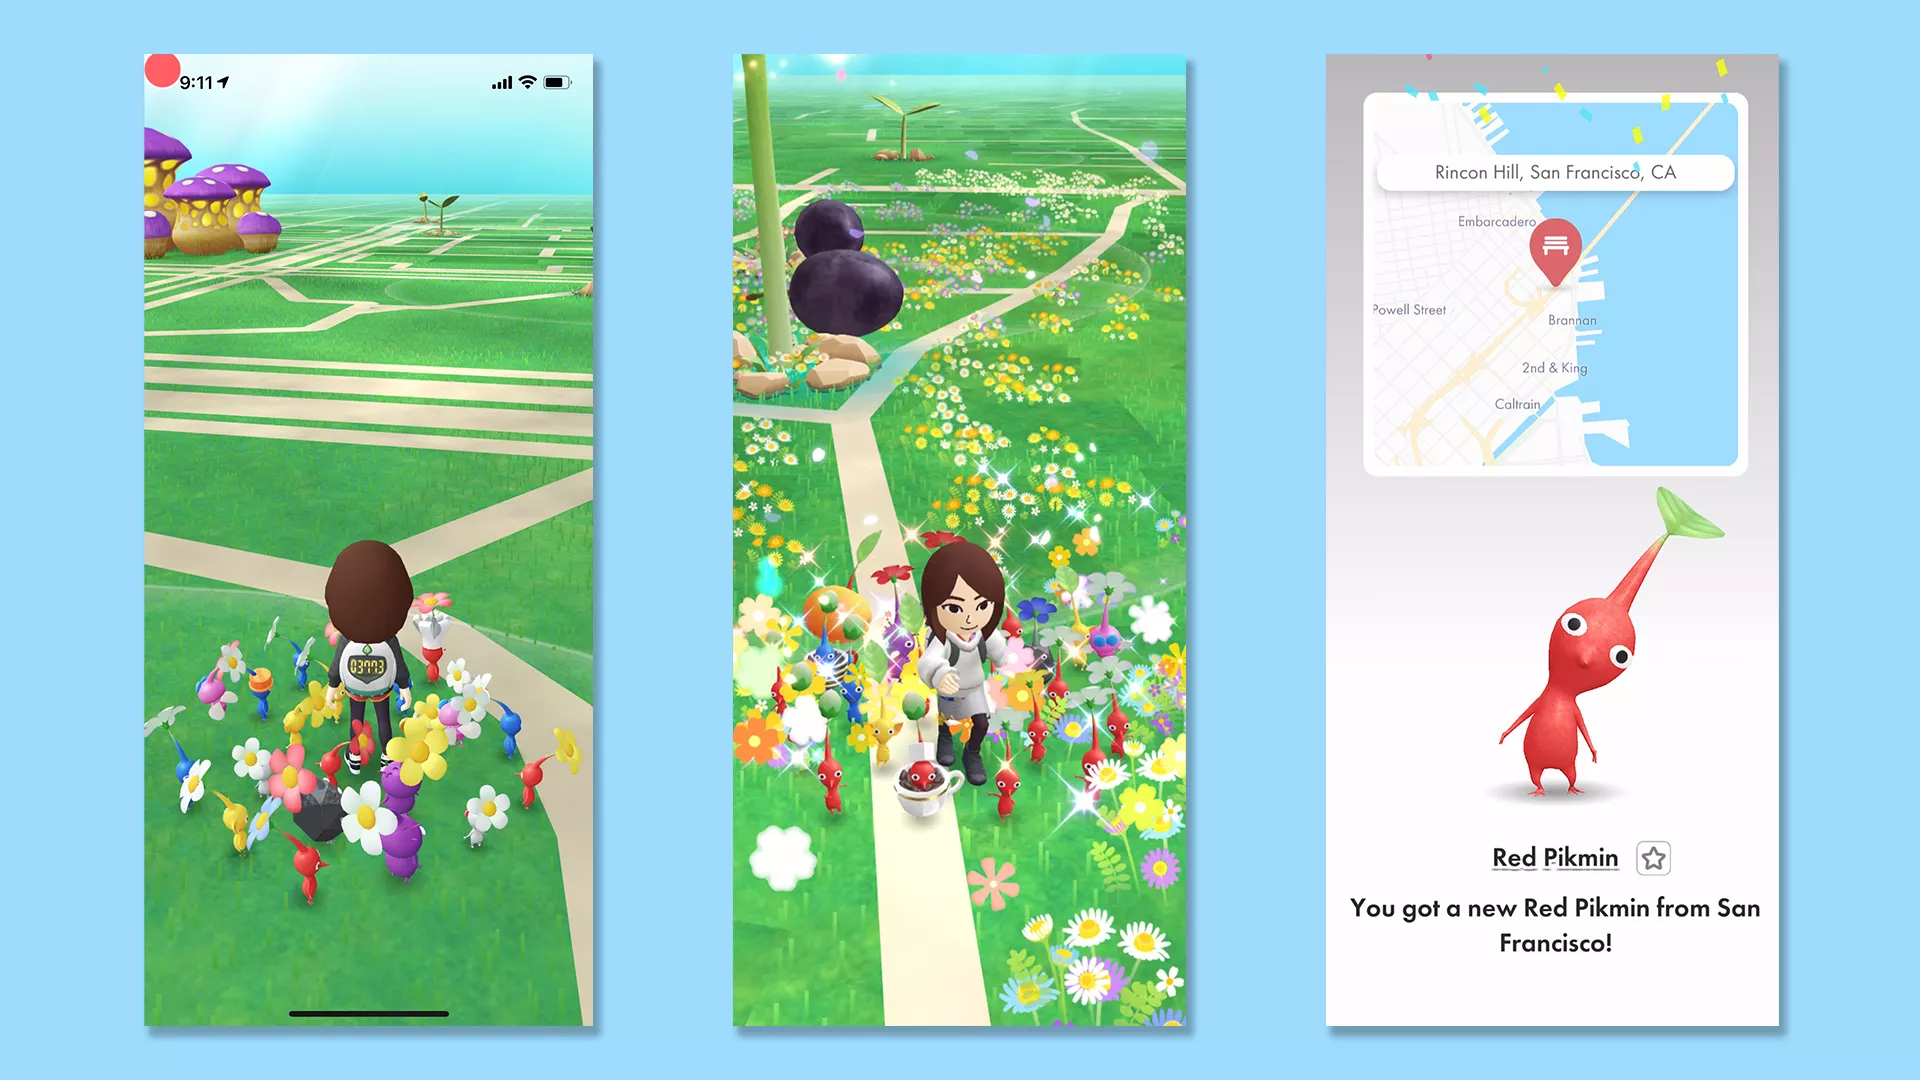 9:11
03773
Rincon Hill, San Francisco, CA
Embarcadero
Powell Street
Brannan
2nd & King
Caltrain
Red Pikmin
You got a new Red Pikmin from San
Francisco!